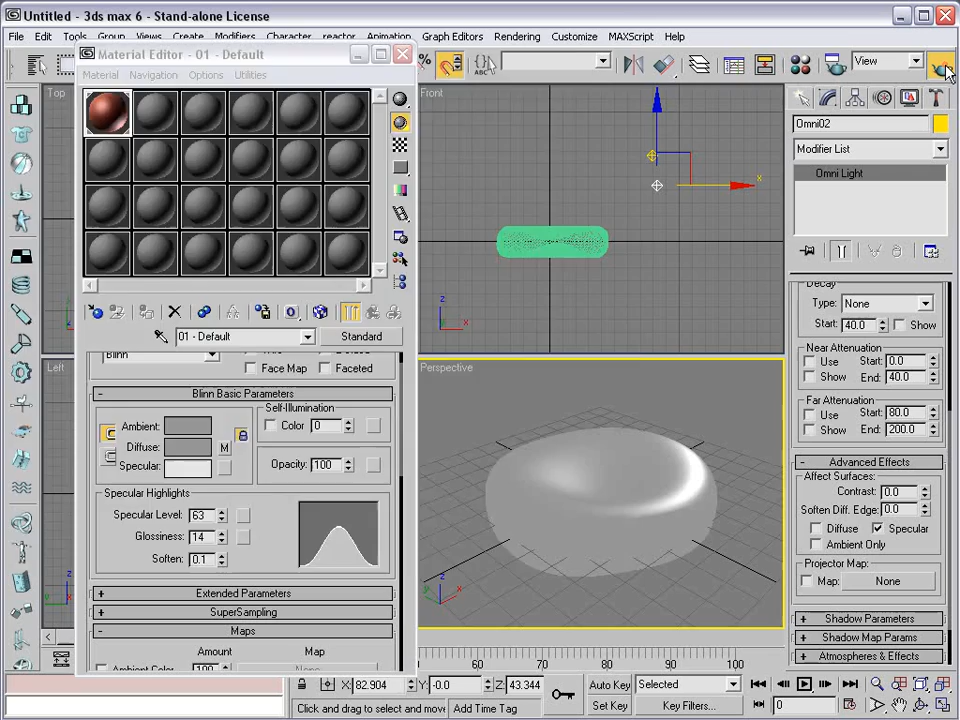 Untitled - 3ds max 6 - Stand-alone License
File Edit Tools Group Views Create Modifiers Character reactor Animation Graph Editors Rendering Customize MAXScript Help
Material Editor - 01 - Default
Material Navigation Options Utilities
% ABC View
Top
Front
Omni02
Modifier List
Omni Light
x
z
x
01 - Default Standard
Blinn
Face Map Faceted
- Blinn Basic Parameters
Self-Illumination
Ambient: Color 0
Diffuse: M
Specular: Opacity: 100
Specular Highlights
Specular Level: 63
Glossiness: 14
Soften: 0.1
+ Extended Parameters
+ SuperSampling
- Maps
Amount Map
Ambient Color 100 None
Left
Perspective
z
x
z
x
Decay
Type: None
Start: 40.0 Show
Near Attenuation
Use Start: 0.0
Show End: 40.0
Far Attenuation
Use Start: 80.0
Show End: 200.0
- Advanced Effects
Affect Surfaces:
Contrast: 0.0
Soften Diff. Edge: 0.0
Diffuse Specular
Ambient Only
Projector Map:
Map: None
+ Shadow Parameters
+ Shadow Map Params
+ Atmospheres & Effects
60 70 80 90 100
X: 82.904 Y: -0.0 Z: 43.344 Auto Key Selected
Click and drag to select and move Add Time Tag Set Key Key Filters... 0